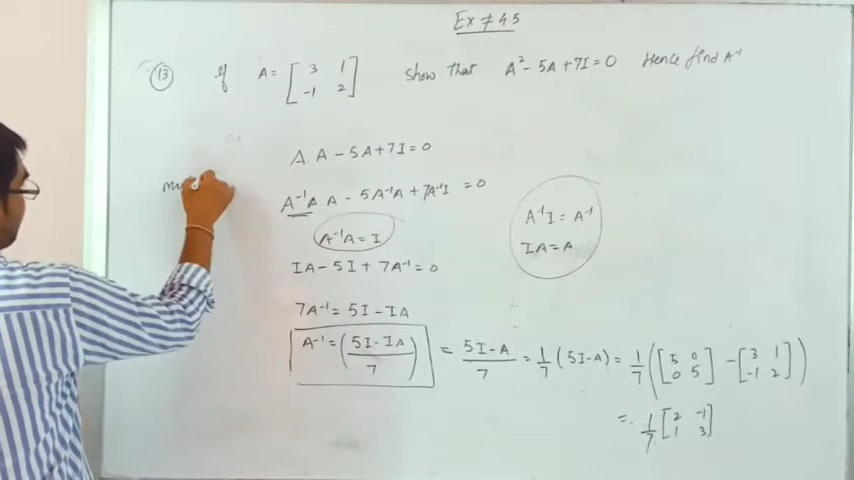 Ex ≠ 45
(13) If A = [ 3 1 ; -1 2 ] show that A² - 5A + 7I = 0 Hence find A⁻¹
A. A - 5A + 7I = 0
A⁻¹A. A - 5A⁻¹A + 7A⁻¹I = 0
A⁻¹A = I
A⁻¹I = A⁻¹
IA = A
IA - 5I + 7A⁻¹ = 0
7A⁻¹ = 5I - IA
A⁻¹ = ( (5I - IA) / 7 ) = (5I - A) / 7 = 1/7 (5I - A) = 1/7 ( [ 5 0 ; 0 5 ] - [ 3 1 ; -1 2 ] )
= 1/7 [ 2 -1 ; 1 3 ]